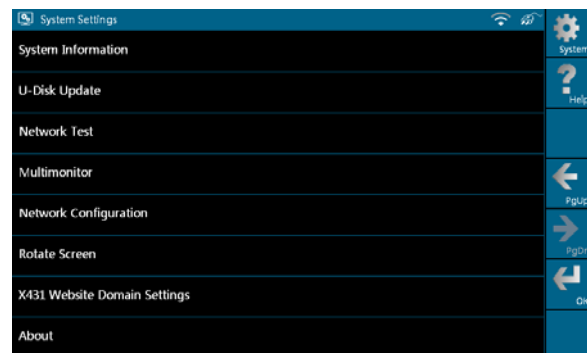 System Settings
System
System Information
Help
U-Disk Update
Network Test
Multimonitor
PgUp
Network Configuration
PgDn
Rotate Screen
X431 Website Domain Settings
OK
About